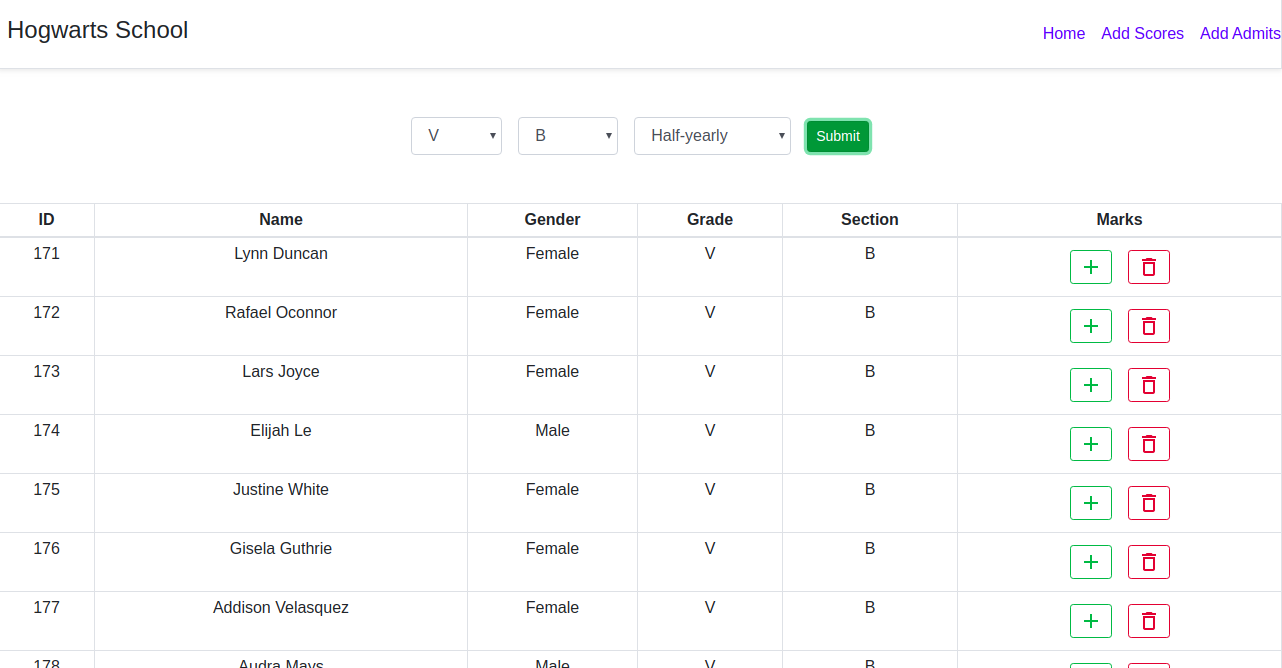 Hogwarts School
Home Add Scores Add Admits
V B Half-yearly Submit
ID Name Gender Grade Section Marks
171 Lynn Duncan Female V B
172 Rafael Oconnor Female V B
173 Lars Joyce Female V B
174 Elijah Le Male V B
175 Justine White Female V B
176 Gisela Guthrie Female V B
177 Addison Velasquez Female V B
178 Audra Mays Male V B